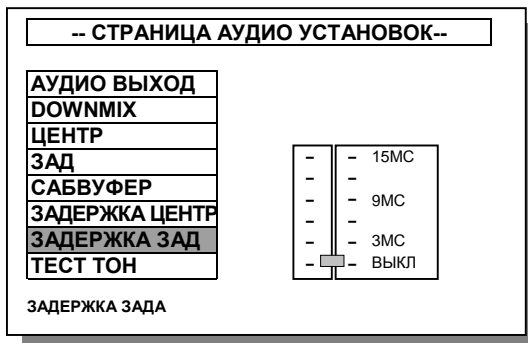 -- СТРАНИЦА АУДИО УСТАНОВОК--
АУДИО ВЫХОД
DOWNMIX
ЦЕНТР
ЗАД
САБВУФЕР
ЗАДЕРЖКА ЦЕНТР
ЗАДЕРЖКА ЗАД
ТЕСТ ТОН
15МС
9МС
3МС
ВЫКЛ
ЗАДЕРЖКА ЗАДА